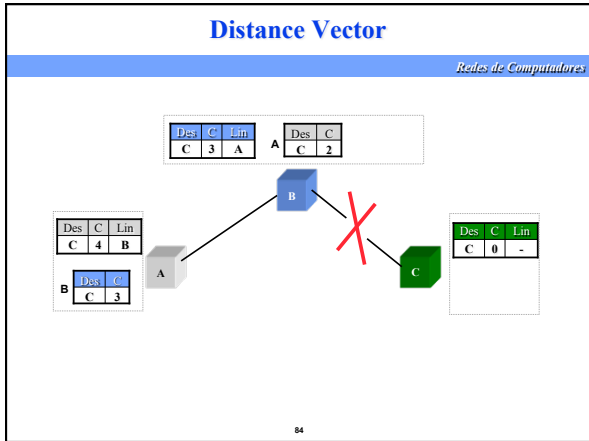 Distance Vector
Redes de Computadores
Des C Lin
C 3 A
A
Des C
C 2
B
Des C Lin
C 4 B
A
B
Des C
C 3
C
Des C Lin
C 0 -
84